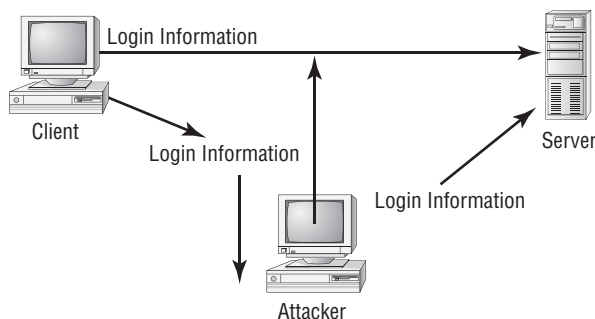 Login Information
Client
Server
Login Information
Login Information
Attacker